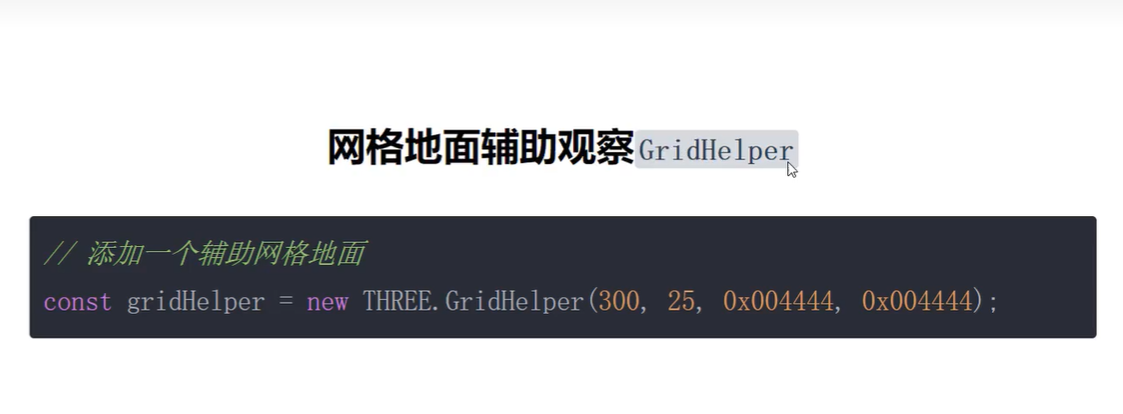 网格地面辅助观察GridHelper
// 添加一个辅助网格地面
const gridHelper = new THREE.GridHelper(300, 25, 0x004444, 0x004444);